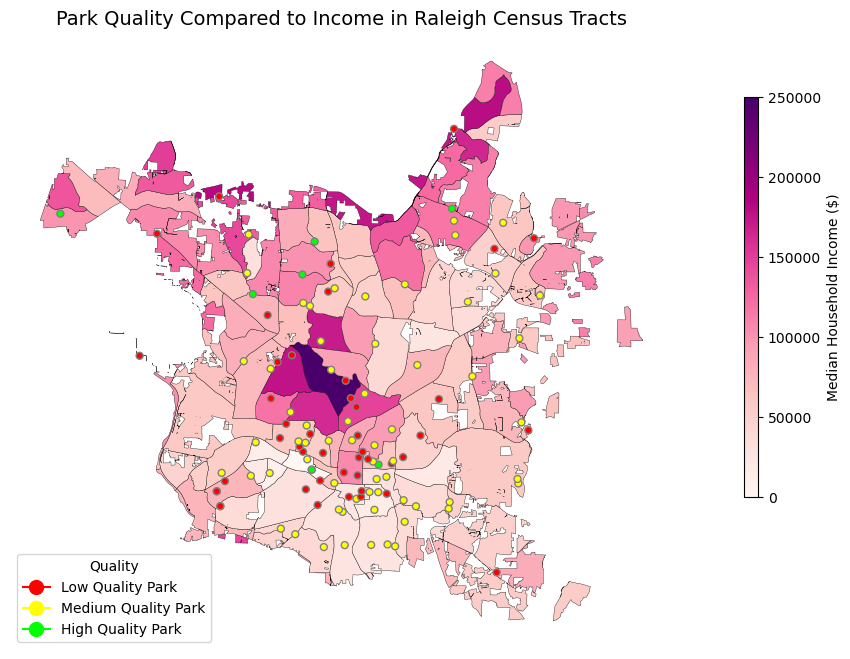 Park Quality Compared to Income in Raleigh Census Tracts
250000
200000
150000
100000
50000
0
Median Household Income ($)
Quality
Low Quality Park
Medium Quality Park
High Quality Park